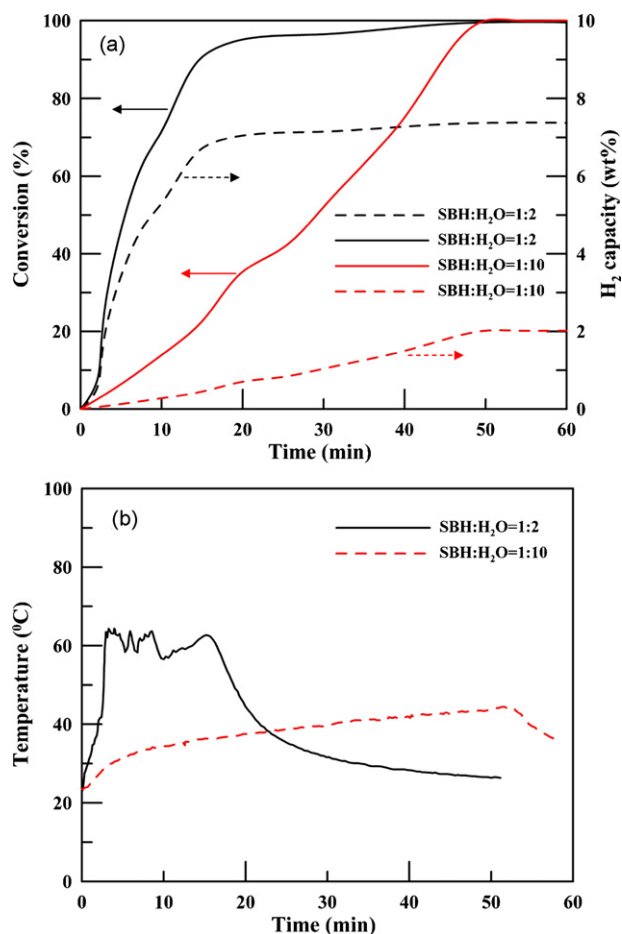 (a)
100
80
60
40
20
0
Conversion (%)
10
8
6
4
2
0
H₂ capacity (wt%)
SBH:H₂O=1:2
SBH:H₂O=1:2
SBH:H₂O=1:10
SBH:H₂O=1:10
0 10 20 30 40 50 60
Time (min)
(b)
100
80
60
40
20
0
Temperature (⁰C)
SBH:H₂O=1:2
SBH:H₂O=1:10
0 10 20 30 40 50 60
Time (min)